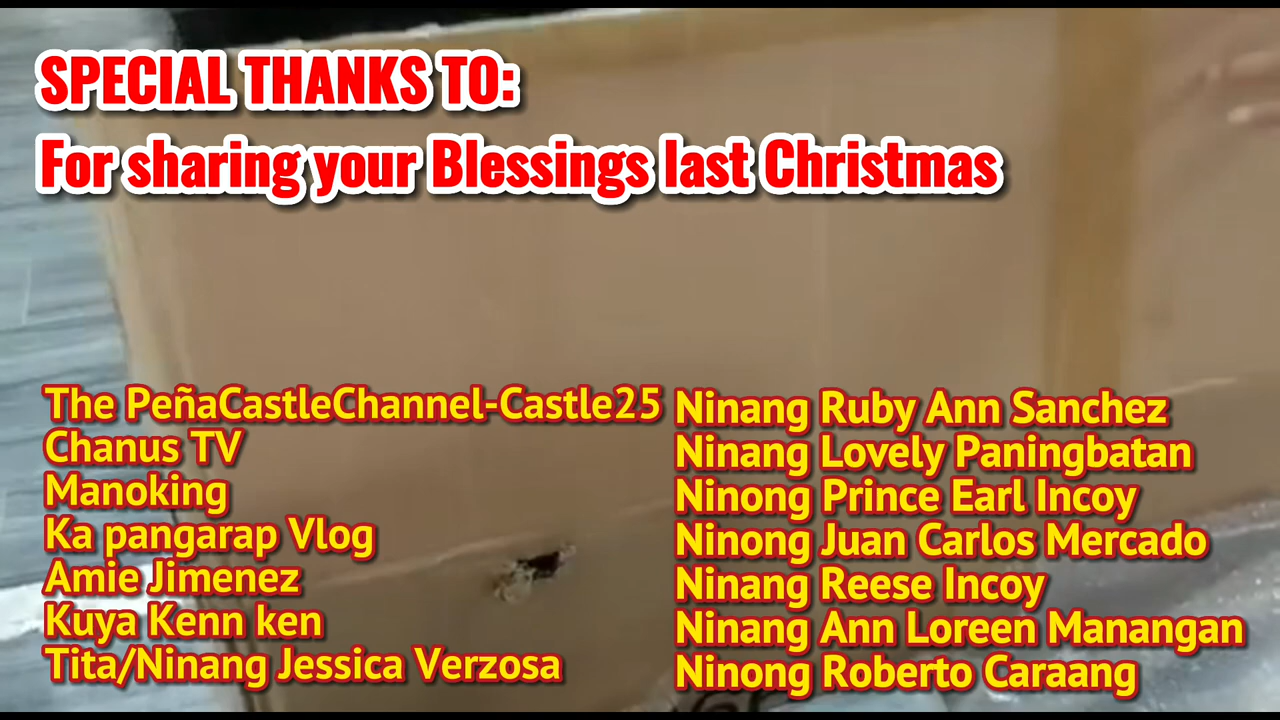 SPECIAL THANKS TO:
For sharing your Blessings last Christmas
The PeñaCastleChannel-Castle25
Chanus TV
Manoking
Ka pangarap Vlog
Amie Jimenez
Kuya Kenn ken
Tita/Ninang Jessica Verzosa
Ninang Ruby Ann Sanchez
Ninang Lovely Paningbatan
Ninong Prince Earl Incoy
Ninong Juan Carlos Mercado
Ninang Reese Incoy
Ninang Ann Loreen Manangan
Ninong Roberto Caraang